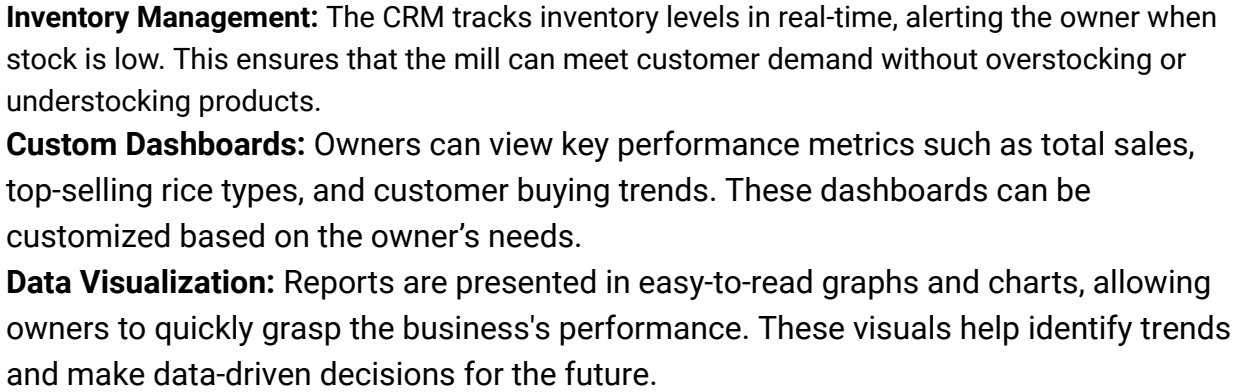 Inventory Management: The CRM tracks inventory levels in real-time, alerting the owner when
stock is low. This ensures that the mill can meet customer demand without overstocking or
understocking products.
Custom Dashboards: Owners can view key performance metrics such as total sales,
top-selling rice types, and customer buying trends. These dashboards can be
customized based on the owner’s needs.
Data Visualization: Reports are presented in easy-to-read graphs and charts, allowing
owners to quickly grasp the business's performance. These visuals help identify trends
and make data-driven decisions for the future.